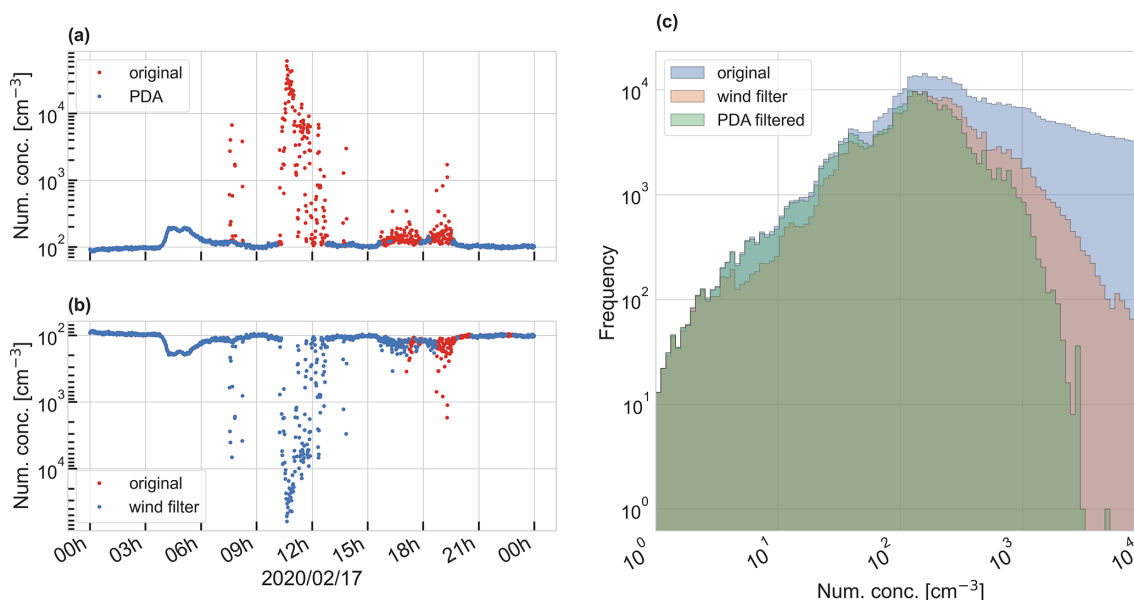 (a)
original
PDA
Num. conc. [cm⁻³]
10⁴
10³
10²
(b)
10²
10³
10⁴
Num. conc. [cm⁻³]
original
wind filter
00h 03h 06h 09h 12h 15h 18h 21h 00h
2020/02/17
(c)
original
wind filter
PDA filtered
Frequency
10⁴
10³
10²
10¹
10⁰
10⁰ 10¹ 10² 10³ 10⁴
Num. conc. [cm⁻³]